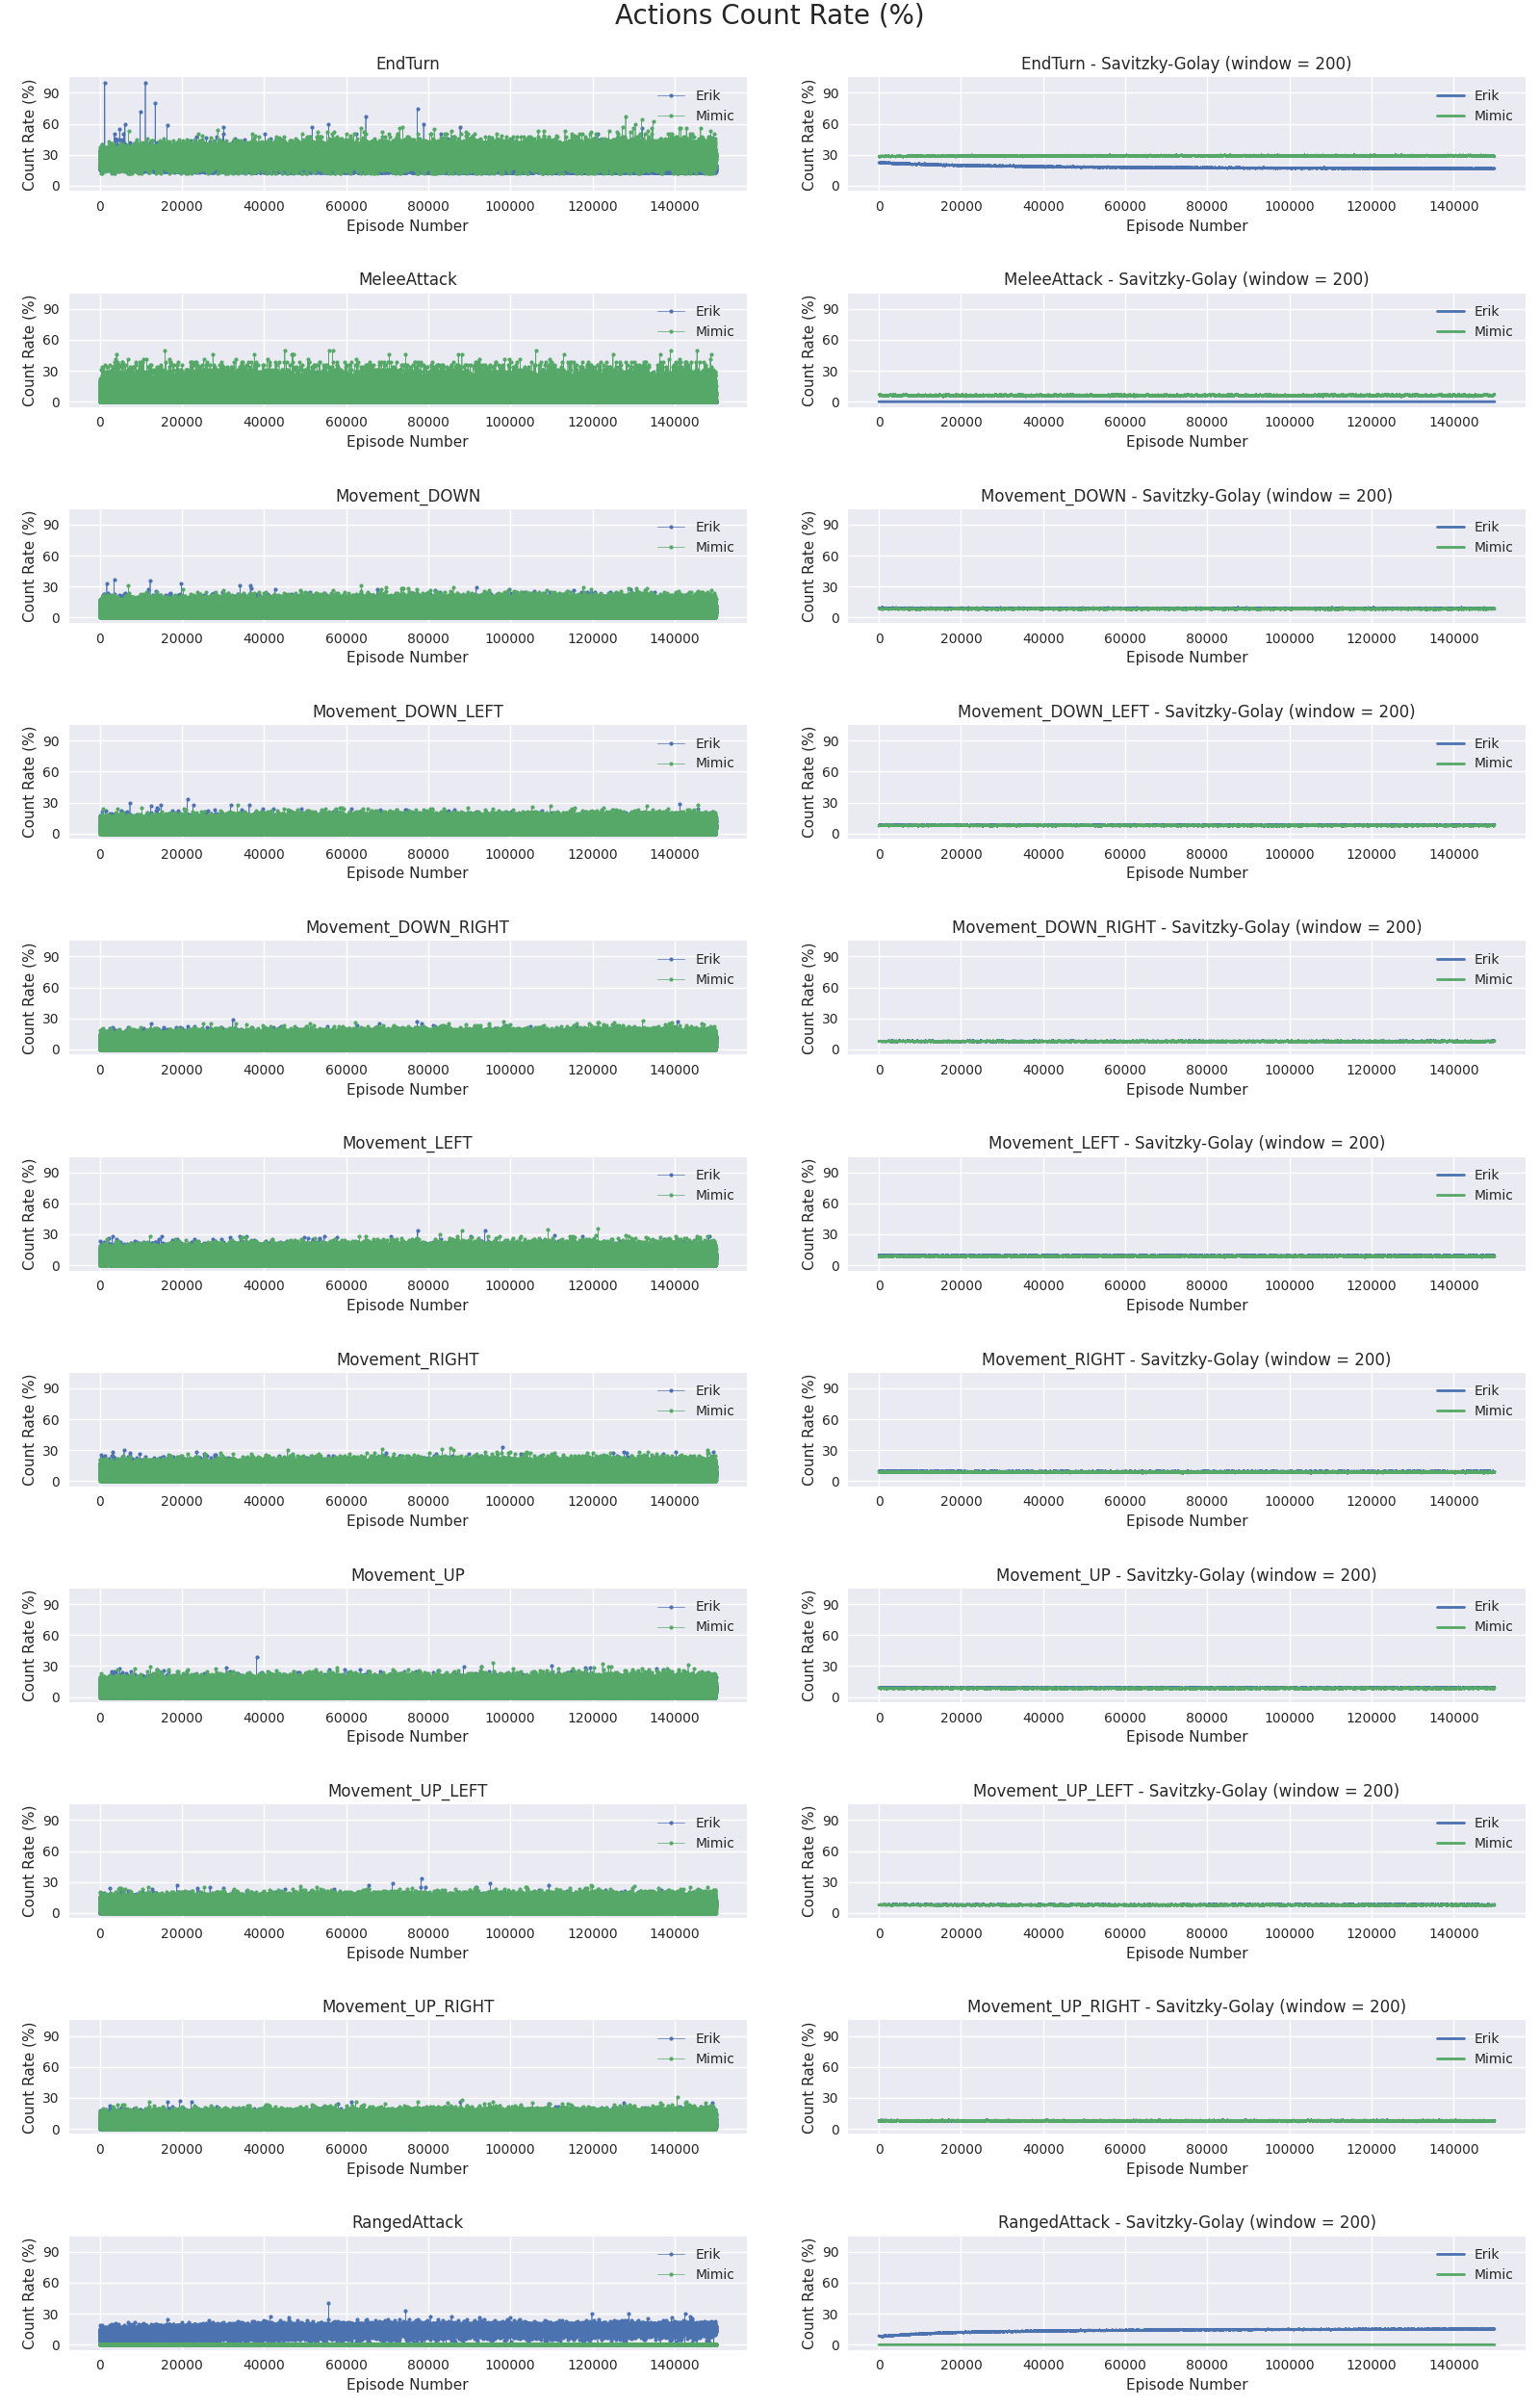 Actions Count Rate (%)
EndTurn
Count Rate (%)
90
60
30
0
Erik
Mimic
0 20000 40000 60000 80000 100000 120000 140000
Episode Number
EndTurn - Savitzky-Golay (window = 200)
Count Rate (%)
90
60
30
0
Erik
Mimic
0 20000 40000 60000 80000 100000 120000 140000
Episode Number
MeleeAttack
Count Rate (%)
90
60
30
0
Erik
Mimic
0 20000 40000 60000 80000 100000 120000 140000
Episode Number
MeleeAttack - Savitzky-Golay (window = 200)
Count Rate (%)
90
60
30
0
Erik
Mimic
0 20000 40000 60000 80000 100000 120000 140000
Episode Number
Movement_DOWN
Count Rate (%)
90
60
30
0
Erik
Mimic
0 20000 40000 60000 80000 100000 120000 140000
Episode Number
Movement_DOWN - Savitzky-Golay (window = 200)
Count Rate (%)
90
60
30
0
Erik
Mimic
0 20000 40000 60000 80000 100000 120000 140000
Episode Number
Movement_DOWN_LEFT
Count Rate (%)
90
60
30
0
Erik
Mimic
0 20000 40000 60000 80000 100000 120000 140000
Episode Number
Movement_DOWN_LEFT - Savitzky-Golay (window = 200)
Count Rate (%)
90
60
30
0
Erik
Mimic
0 20000 40000 60000 80000 100000 120000 140000
Episode Number
Movement_DOWN_RIGHT
Count Rate (%)
90
60
30
0
Erik
Mimic
0 20000 40000 60000 80000 100000 120000 140000
Episode Number
Movement_DOWN_RIGHT - Savitzky-Golay (window = 200)
Count Rate (%)
90
60
30
0
Erik
Mimic
0 20000 40000 60000 80000 100000 120000 140000
Episode Number
Movement_LEFT
Count Rate (%)
90
60
30
0
Erik
Mimic
0 20000 40000 60000 80000 100000 120000 140000
Episode Number
Movement_LEFT - Savitzky-Golay (window = 200)
Count Rate (%)
90
60
30
0
Erik
Mimic
0 20000 40000 60000 80000 100000 120000 140000
Episode Number
Movement_RIGHT
Count Rate (%)
90
60
30
0
Erik
Mimic
0 20000 40000 60000 80000 100000 120000 140000
Episode Number
Movement_RIGHT - Savitzky-Golay (window = 200)
Count Rate (%)
90
60
30
0
Erik
Mimic
0 20000 40000 60000 80000 100000 120000 140000
Episode Number
Movement_UP
Count Rate (%)
90
60
30
0
Erik
Mimic
0 20000 40000 60000 80000 100000 120000 140000
Episode Number
Movement_UP - Savitzky-Golay (window = 200)
Count Rate (%)
90
60
30
0
Erik
Mimic
0 20000 40000 60000 80000 100000 120000 140000
Episode Number
Movement_UP_LEFT
Count Rate (%)
90
60
30
0
Erik
Mimic
0 20000 40000 60000 80000 100000 120000 140000
Episode Number
Movement_UP_LEFT - Savitzky-Golay (window = 200)
Count Rate (%)
90
60
30
0
Erik
Mimic
0 20000 40000 60000 80000 100000 120000 140000
Episode Number
Movement_UP_RIGHT
Count Rate (%)
90
60
30
0
Erik
Mimic
0 20000 40000 60000 80000 100000 120000 140000
Episode Number
Movement_UP_RIGHT - Savitzky-Golay (window = 200)
Count Rate (%)
90
60
30
0
Erik
Mimic
0 20000 40000 60000 80000 100000 120000 140000
Episode Number
RangedAttack
Count Rate (%)
90
60
30
0
Erik
Mimic
0 20000 40000 60000 80000 100000 120000 140000
Episode Number
RangedAttack - Savitzky-Golay (window = 200)
Count Rate (%)
90
60
30
0
Erik
Mimic
0 20000 40000 60000 80000 100000 120000 140000
Episode Number